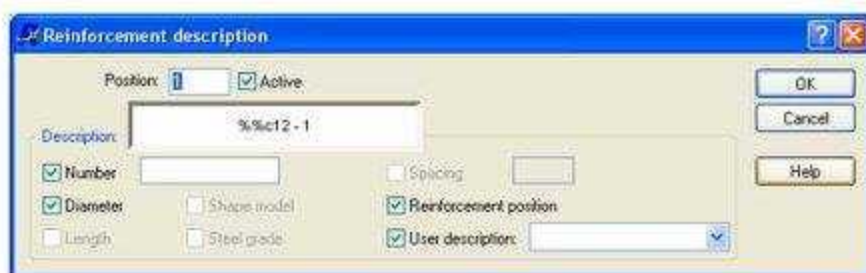 Reinforcement description
Position: 1 Active OK
%%c12 - 1 Cancel
Description:
Number Spacing Help
Diameter Shape model Reinforcement position
Length Steel grade User description: